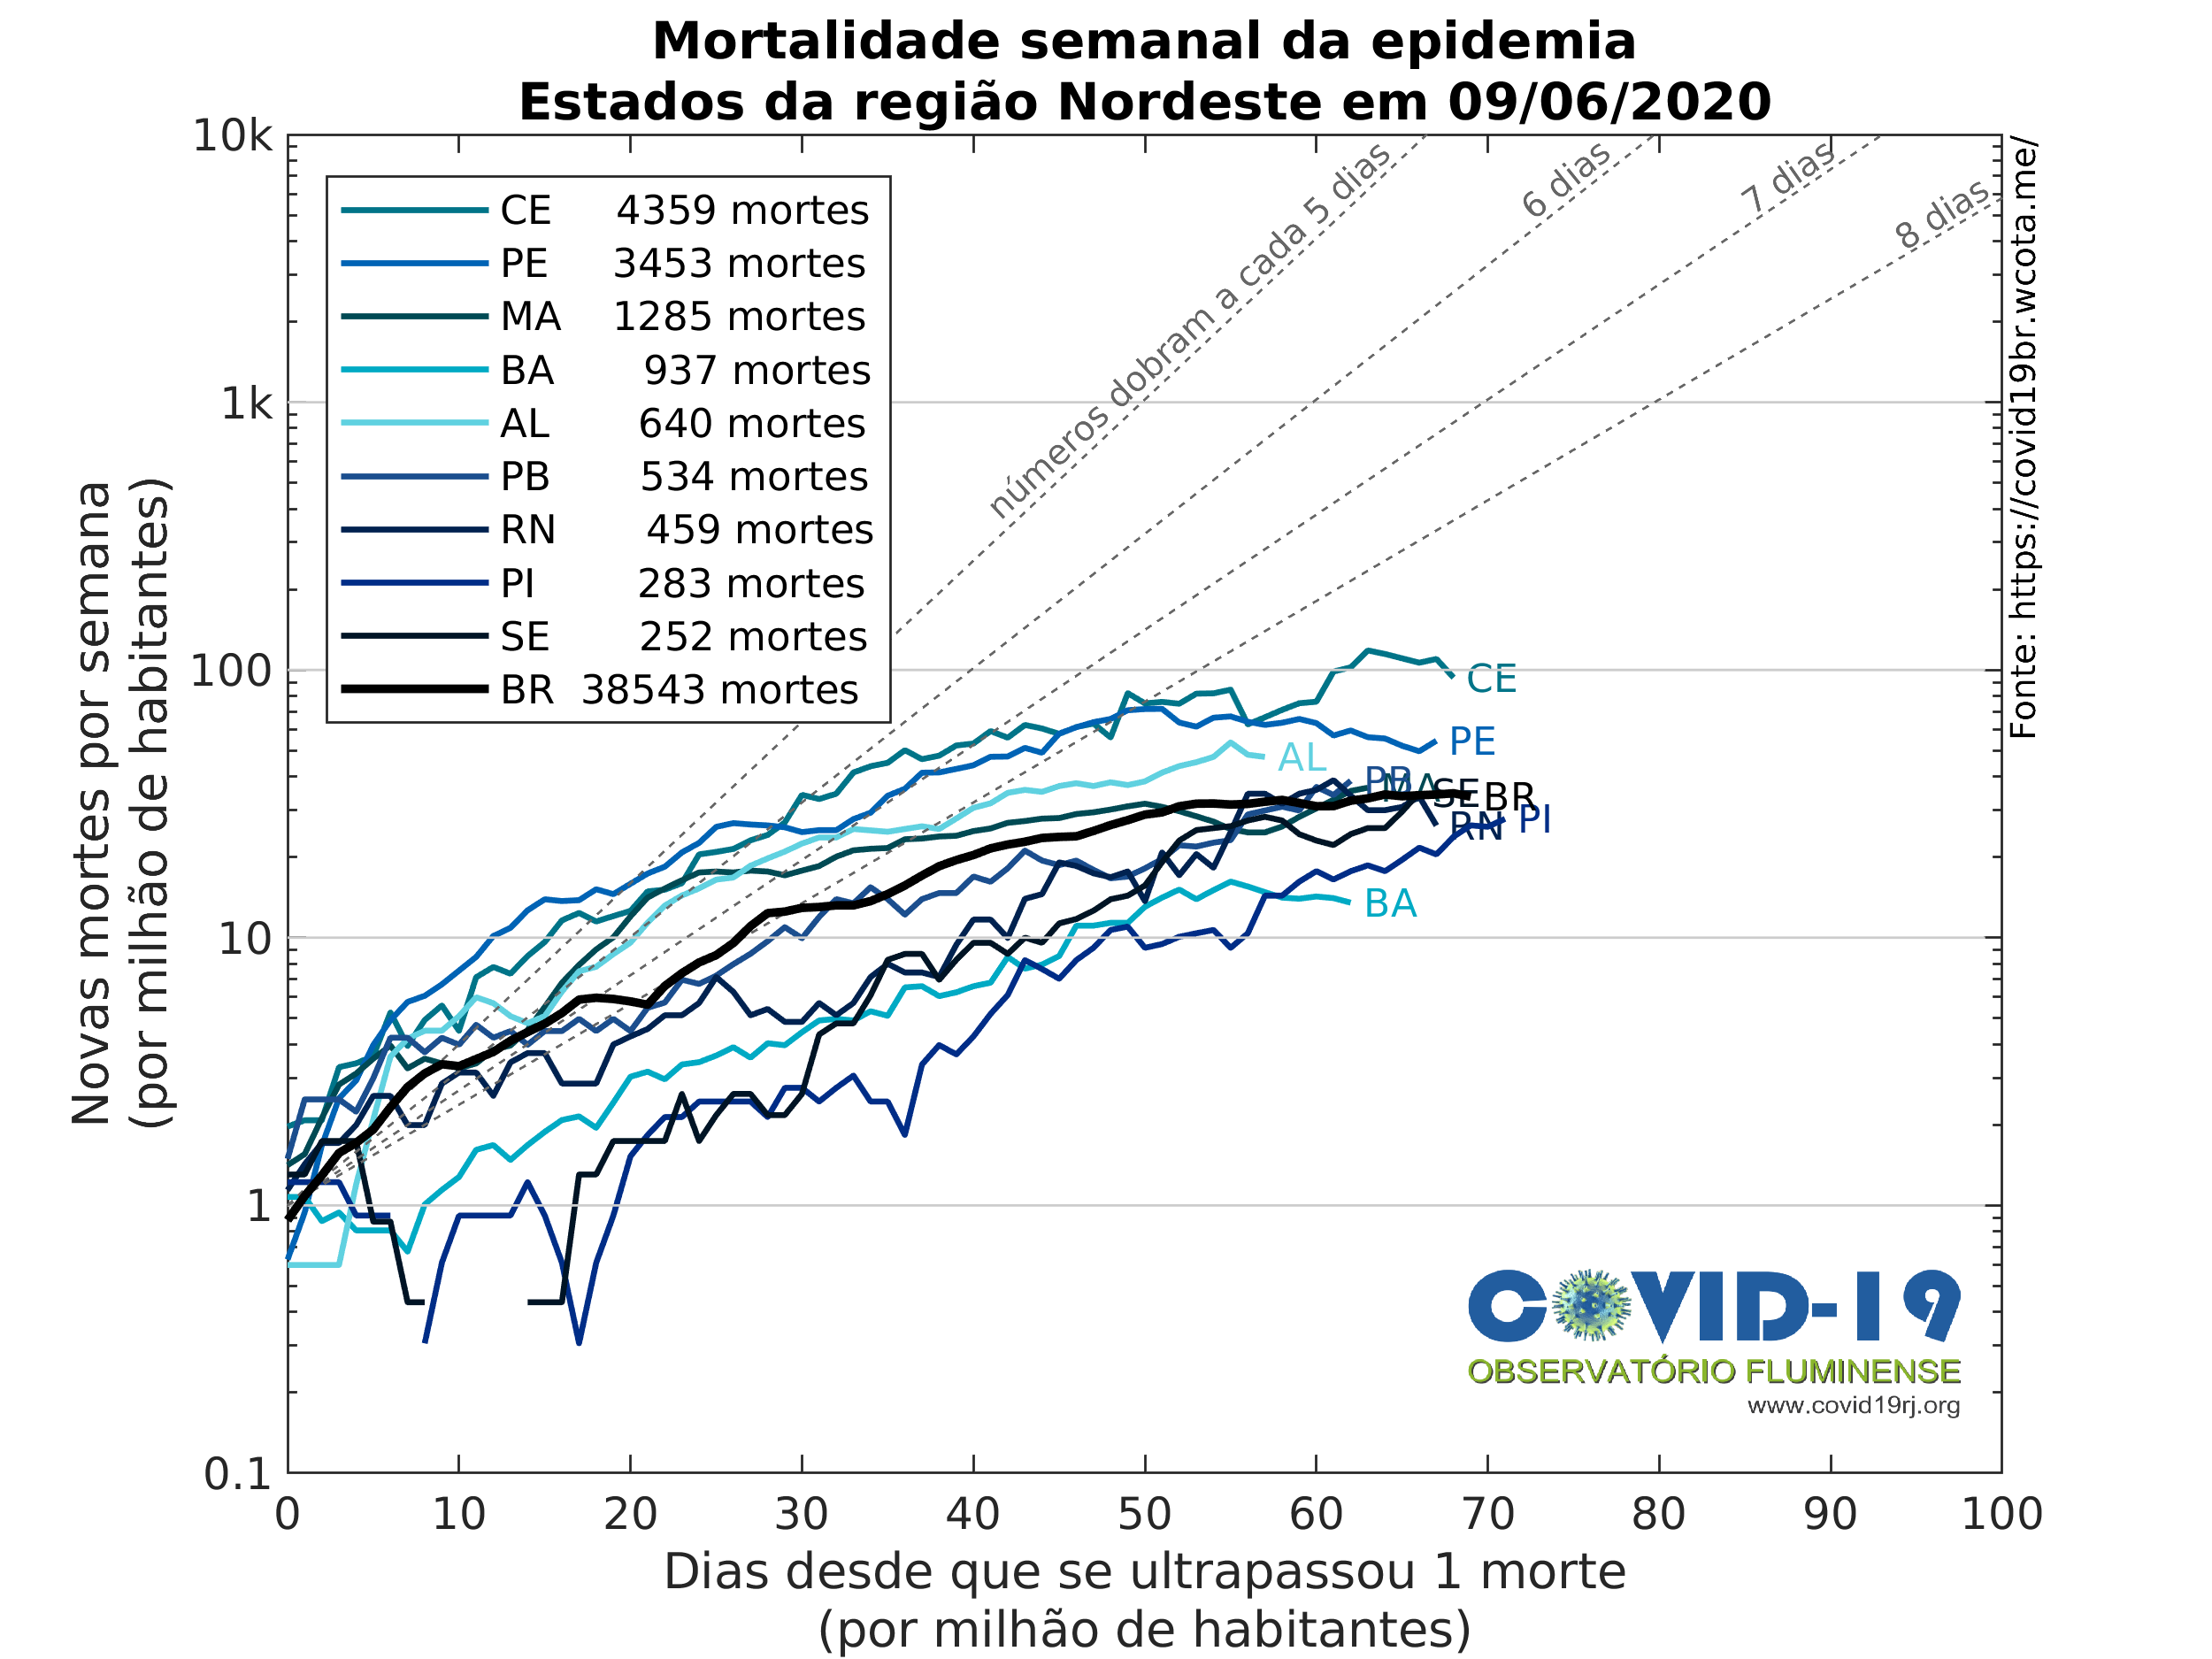 Mortalidade semanal da epidemia
Estados da região Nordeste em 09/06/2020
10k
1k
100
10
1
0.1
Novas mortes por semana
(por milhão de habitantes)
CE 4359 mortes
PE 3453 mortes
MA 1285 mortes
BA 937 mortes
AL 640 mortes
PB 534 mortes
RN 459 mortes
PI 283 mortes
SE 252 mortes
BR 38543 mortes
números dobram a cada 5 dias
6 dias
7 dias
8 dias
CE
PE
AL
PB
MA
SE
BR
RN
PI
BA
Fonte: https://covid19br.wcota.me/
COVID-19
OBSERVATÓRIO FLUMINENSE
www.covid19rj.org
0 10 20 30 40 50 60 70 80 90 100
Dias desde que se ultrapassou 1 morte
(por milhão de habitantes)